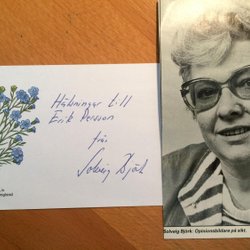 Hälsningar till
Erik Persson
från
Solveig Björk
Solveig Björk: Opinionsbildare på sikt.